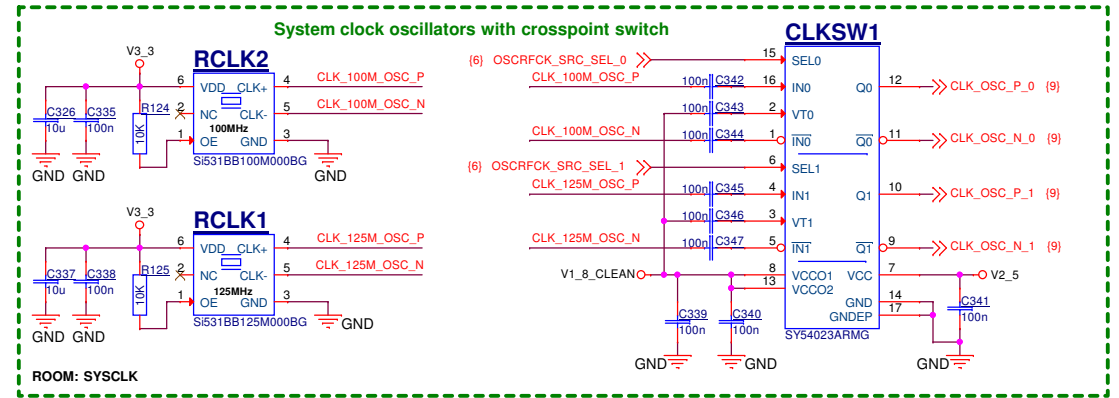 System clock oscillators with crosspoint switch
V3_3
RCLK2
6 VDD CLK+ 4 CLK_100M_OSC_P
2 NC CLK- 5 CLK_100M_OSC_N
100MHz
1 OE GND 3
Si531BB100M000BG
C326 10u
C335 100n
R124 10K
GND GND GND
V3_3
RCLK1
6 VDD CLK+ 4 CLK_125M_OSC_P
2 NC CLK- 5 CLK_125M_OSC_N
125MHz
1 OE GND 3
Si531BB125M000BG
C337 10u
C338 100n
R125 10K
GND GND GND
ROOM: SYSCLK
CLKSW1
{6} OSCRFCK_SRC_SEL_0 15 SEL0
CLK_100M_OSC_P 100n C342 16 IN0 Q0 12 CLK_OSC_P_0 {9}
100n C343 2 VT0
CLK_100M_OSC_N 100n C344 1 IN0 Q0 11 CLK_OSC_N_0 {9}
{6} OSCRFCK_SRC_SEL_1 6 SEL1
CLK_125M_OSC_P 100n C345 4 IN1 Q1 10 CLK_OSC_P_1 {9}
100n C346 3 VT1
CLK_125M_OSC_N 100n C347 5 IN1 Q1 9 CLK_OSC_N_1 {9}
V1_8_CLEAN 8 VCCO1 VCC 7 V2_5
13 VCCO2
GND 14
GNDEP 17
SY54023ARMG
C339 100n
C340 100n
C341 100n
GND GND GND